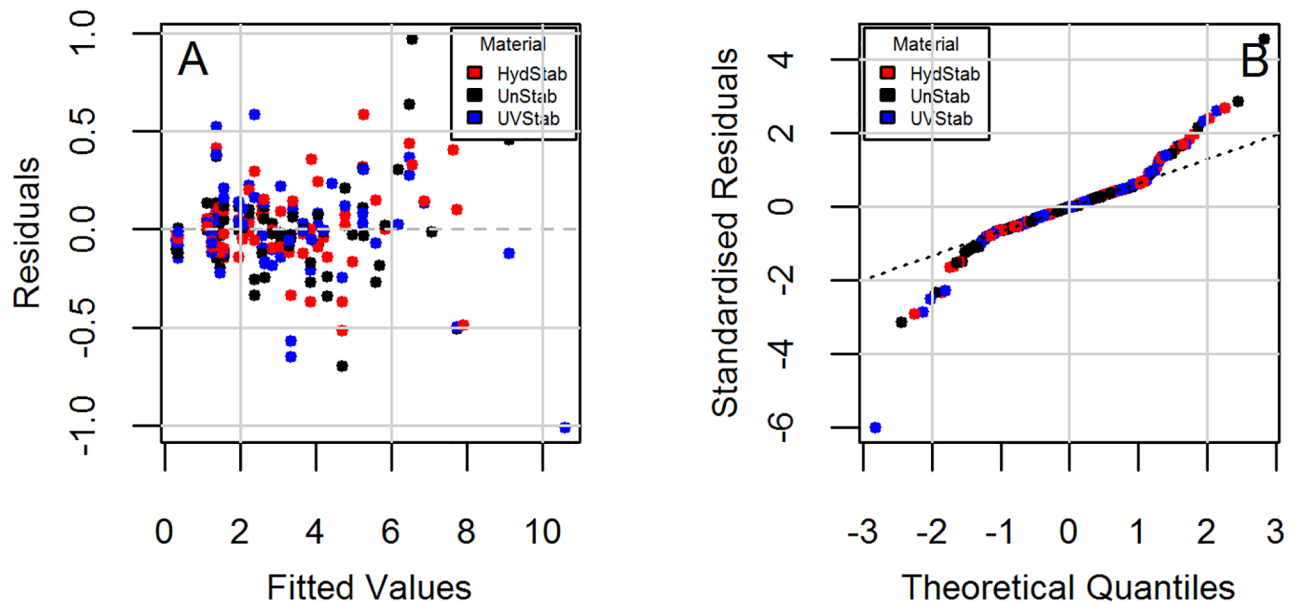 A
Material
HydStab
UnStab
UVStab
1.0
0.5
0.0
-0.5
-1.0
Residuals
0 2 4 6 8 10
Fitted Values
B
Material
HydStab
UnStab
UVStab
4
2
0
-2
-4
-6
Standardised Residuals
-3 -2 -1 0 1 2 3
Theoretical Quantiles